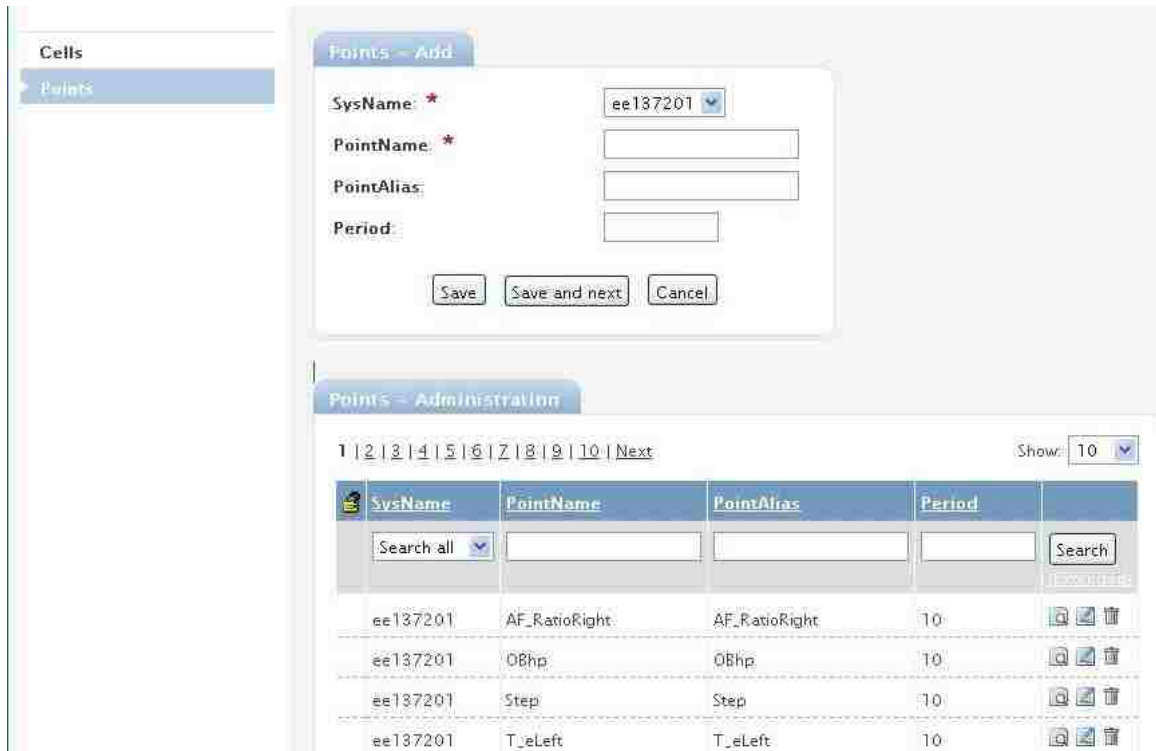 Cells
Points
Points - Add
SysName: * ee137201
PointName: *
PointAlias:
Period:
Save Save and next Cancel
Points - Administration
1 | 2 | 3 | 4 | 5 | 6 | 7 | 8 | 9 | 10 | Next Show: 10
SysName PointName PointAlias Period
Search all Search
ee137201 AF_RatioRight AF_RatioRight 10
ee137201 OBhp OBhp 10
ee137201 Step Step 10
ee137201 T_eLeft T_eLeft 10